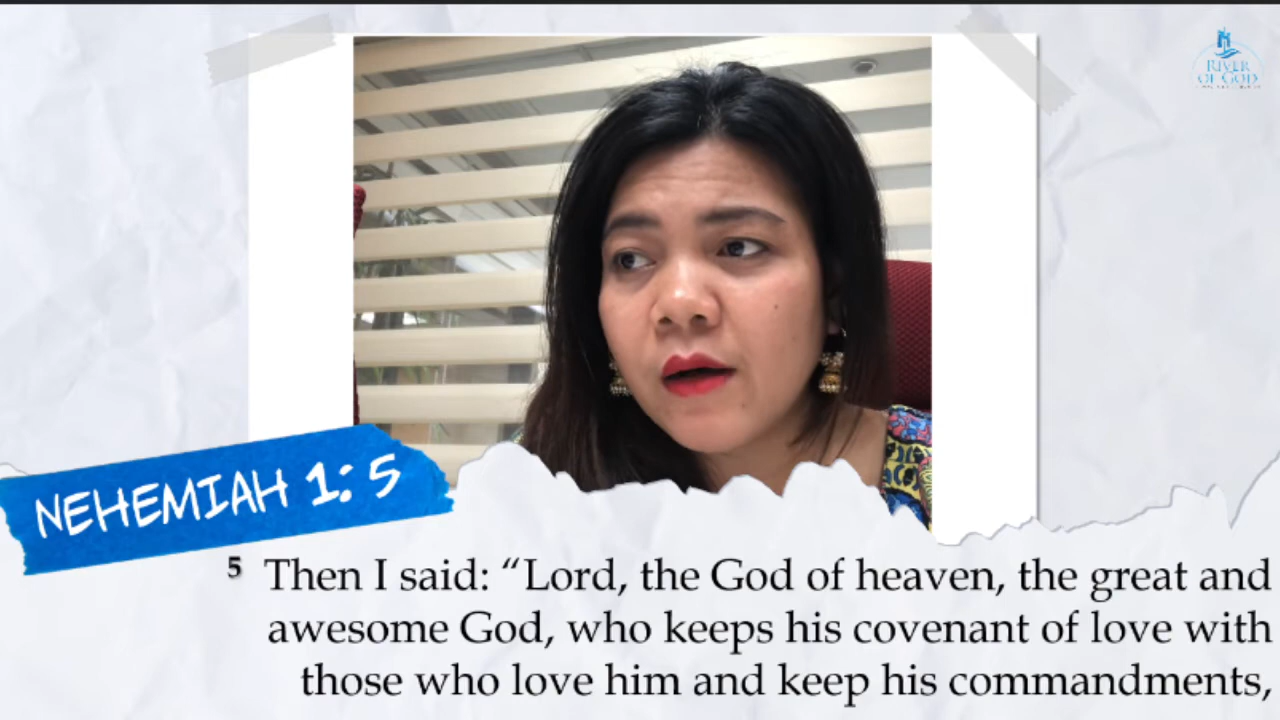 RIVER
OF GOD
NEHEMIAH 1:5
5 Then I said: “Lord, the God of heaven, the great and
awesome God, who keeps his covenant of love with
those who love him and keep his commandments,